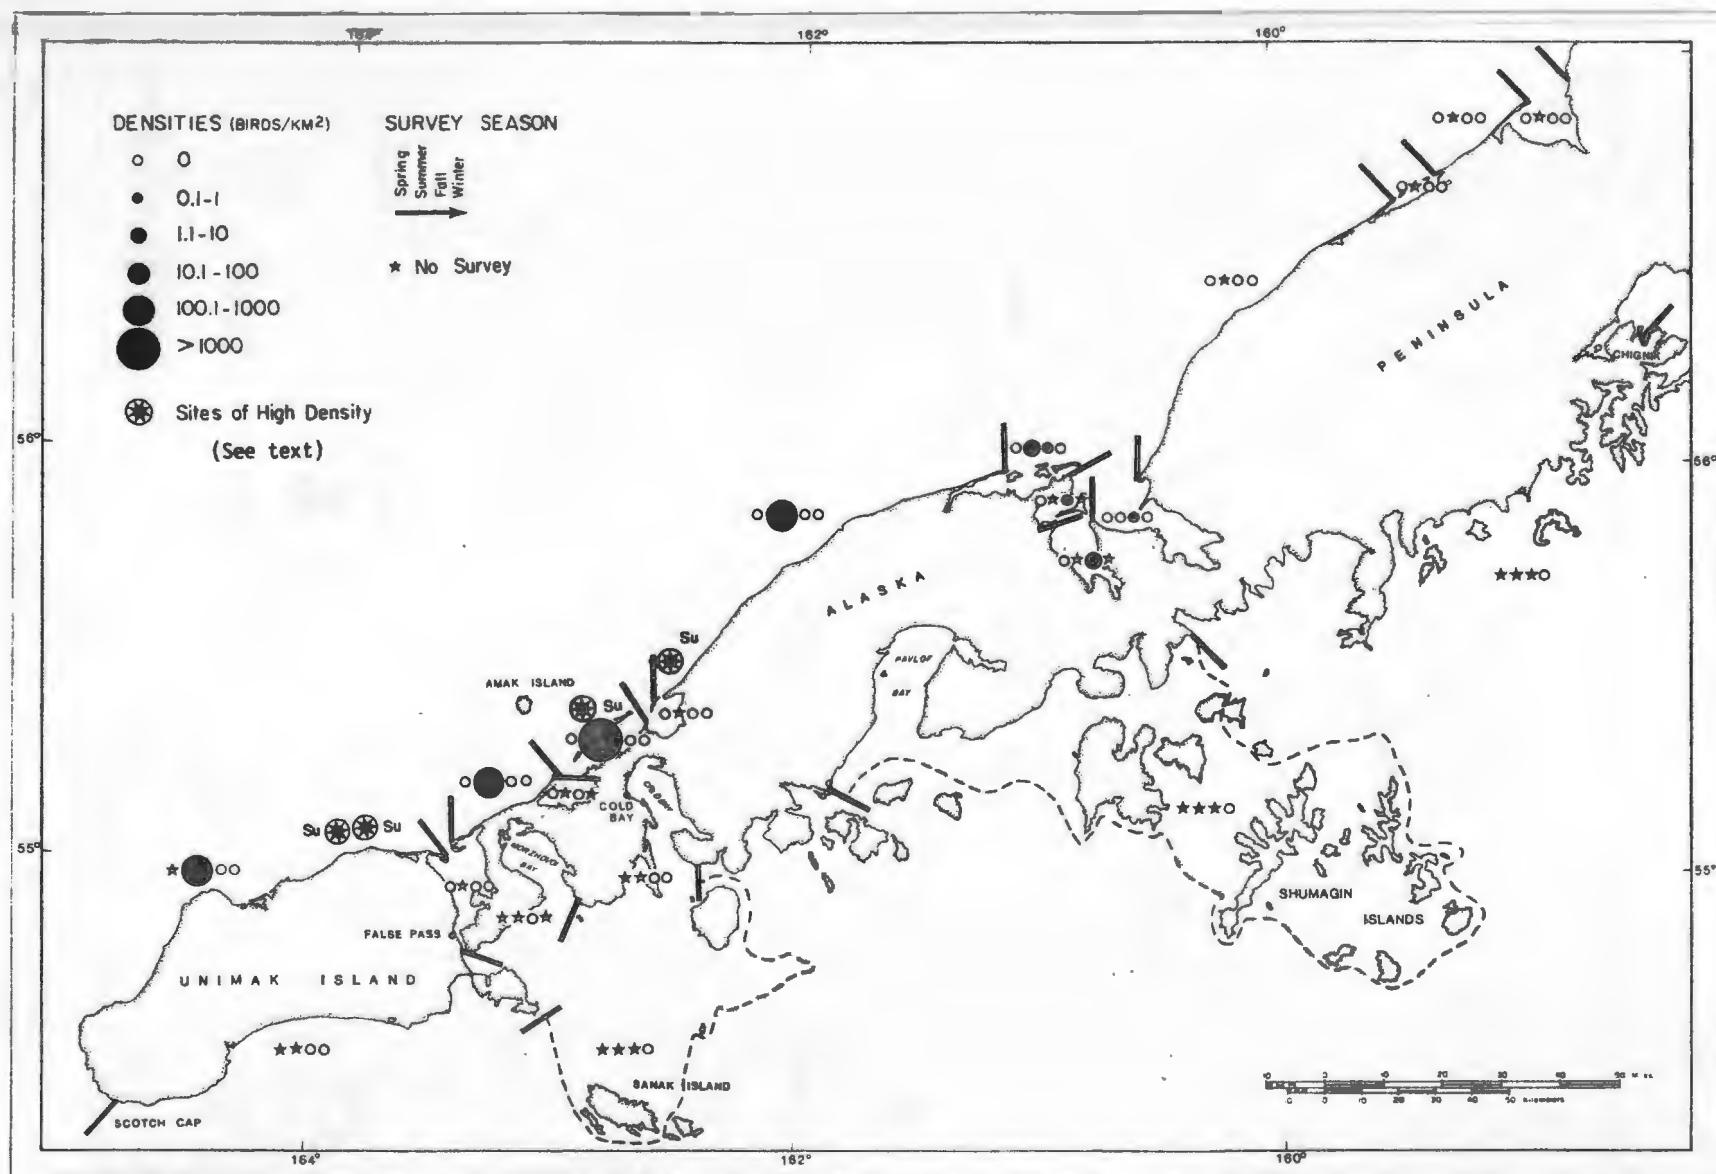 162°
160°
DENSITIES (BIRDS/KM2)
SURVEY SEASON
0
0.1-1
1.1-10
10.1-100
100.1-1000
>1000
Spring
Summer
Fall
Winter
★ No Survey
Sites of High Density
(See text)
PENINSULA
CHIGNIK
56°
56°
ALASKA
Su
PAVLOF
BAY
AMAK ISLAND
Su
COLD
BAY
Su
Su
MORZHOVOI
BAY
55°
55°
SHUMAGIN
ISLANDS
FALSE PASS
UNIMAK ISLAND
SANAK ISLAND
SCOTCH CAP
164°
162°
160°